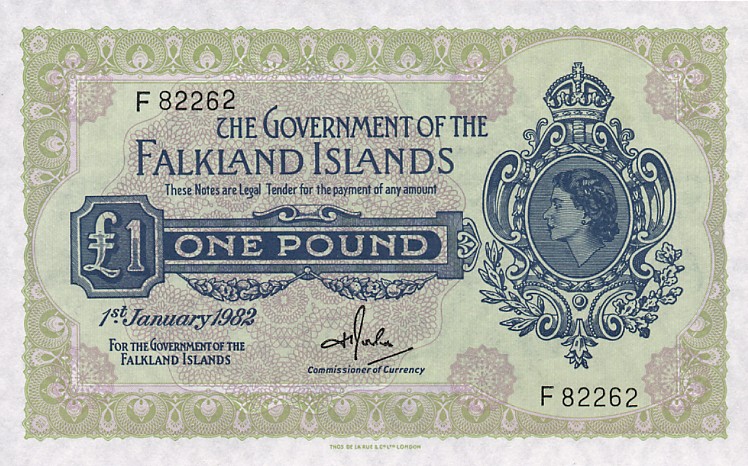 F 82262
THE GOVERNMENT OF THE
FALKLAND ISLANDS
These Notes are Legal Tender for the payment of any amount
£1
ONE POUND
1st January 1982
FOR THE GOVERNMENT OF THE
FALKLAND ISLANDS
Commissioner of Currency
F 82262
THOS DE LA RUE & CO LTD LONDON